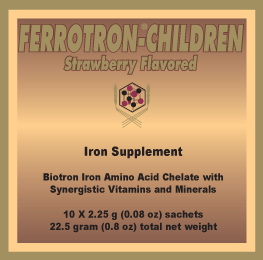 FERROTRON®-CHILDREN
Strawberry Flavored
Iron Supplement
Biotron Iron Amino Acid Chelate with
Synergistic Vitamins and Minerals
10 X 2.25 g (0.08 oz) sachets
22.5 gram (0.8 oz) total net weight